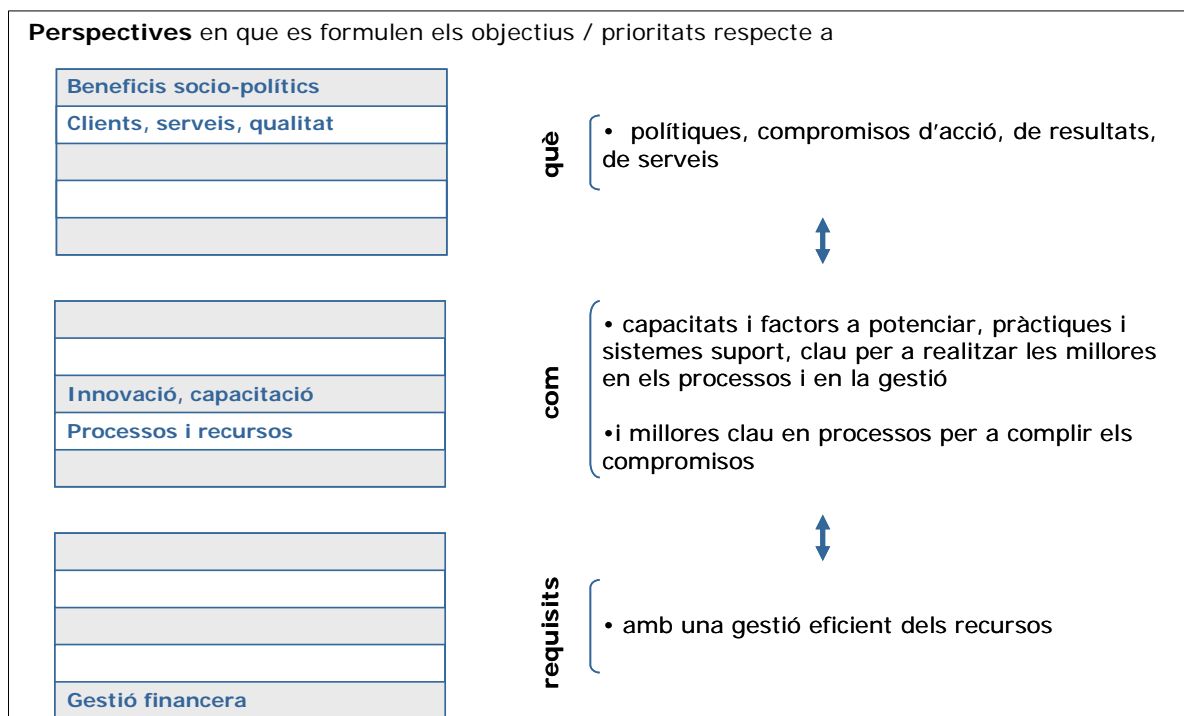 Perspectives en que es formulen els objectius / prioritats respecte a
Beneficis socio-polítics
Clients, serveis, qualitat
què
• polítiques, compromisos d'acció, de resultats,
de serveis
Innovació, capacitació
Processos i recursos
com
• capacitats i factors a potenciar, pràctiques i
sistemes suport, clau per a realitzar les millores
en els processos i en la gestió
•i millores clau en processos per a complir els
compromisos
Gestió financera
requisits
• amb una gestió eficient dels recursos